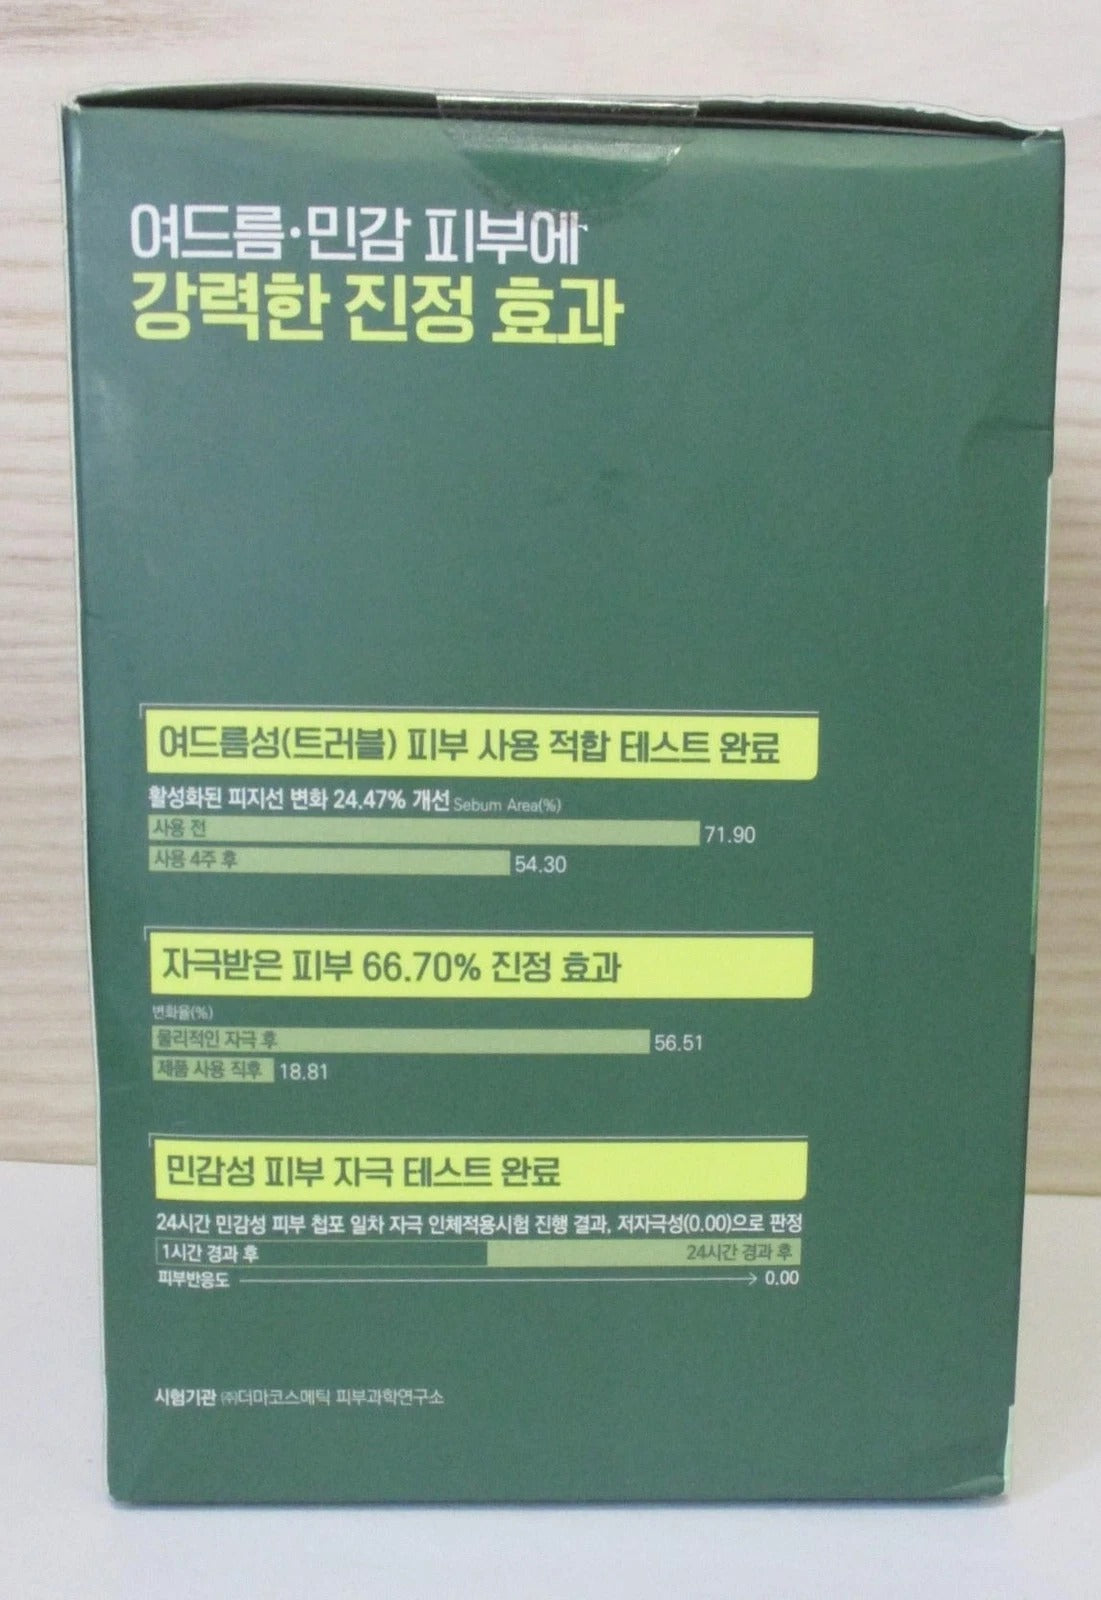 여드름·민감 피부에
강력한 진정 효과
여드름성(트러블) 피부 사용 적합 테스트 완료
활성화된 피지선 변화 24.47% 개선 Sebum Area(%)
사용 전 71.90
사용 4주 후 54.30
자극받은 피부 66.70% 진정 효과
변화율(%)
물리적인 자극 후 56.51
제품 사용 직후 18.81
민감성 피부 자극 테스트 완료
24시간 민감성 피부 첩포 일차 자극 인체적용시험 진행 결과, 저자극성(0.00)으로 판정
1시간 경과 후 24시간 경과 후
피부반응도 0.00
시험기관 ㈜더마코스메틱 피부과학연구소